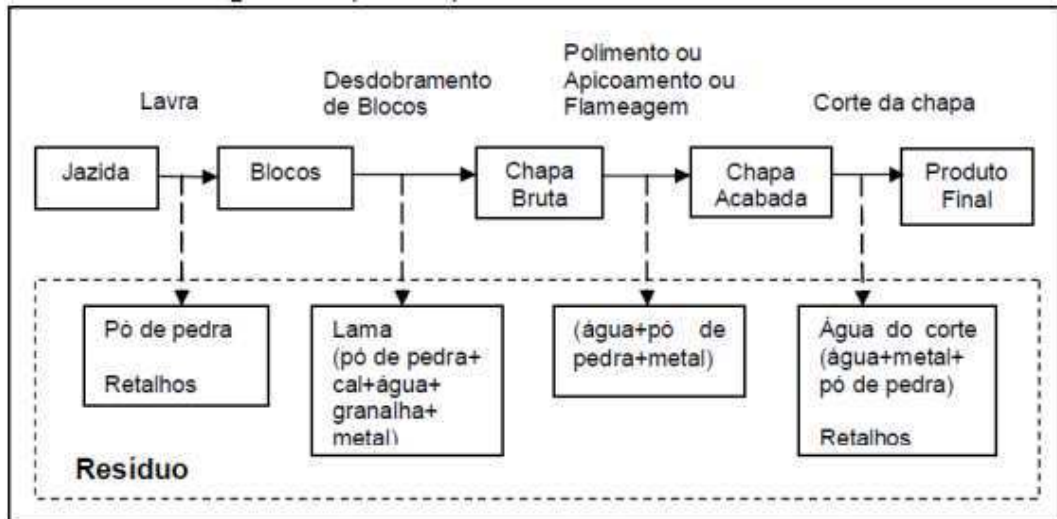 Lavra
Desdobramento
de Blocos
Polimento ou
Apicoamento ou
Flameagem
Corte da chapa
Jazida
Blocos
Chapa
Bruta
Chapa
Acabada
Produto
Final
Pó de pedra
Retalhos
Lama
(pó de pedra+
cal+água+
granalha+
metal)
(água+pó de
pedra+metal)
Água do corte
(água+metal+
pó de pedra)
Retalhos
Resíduo